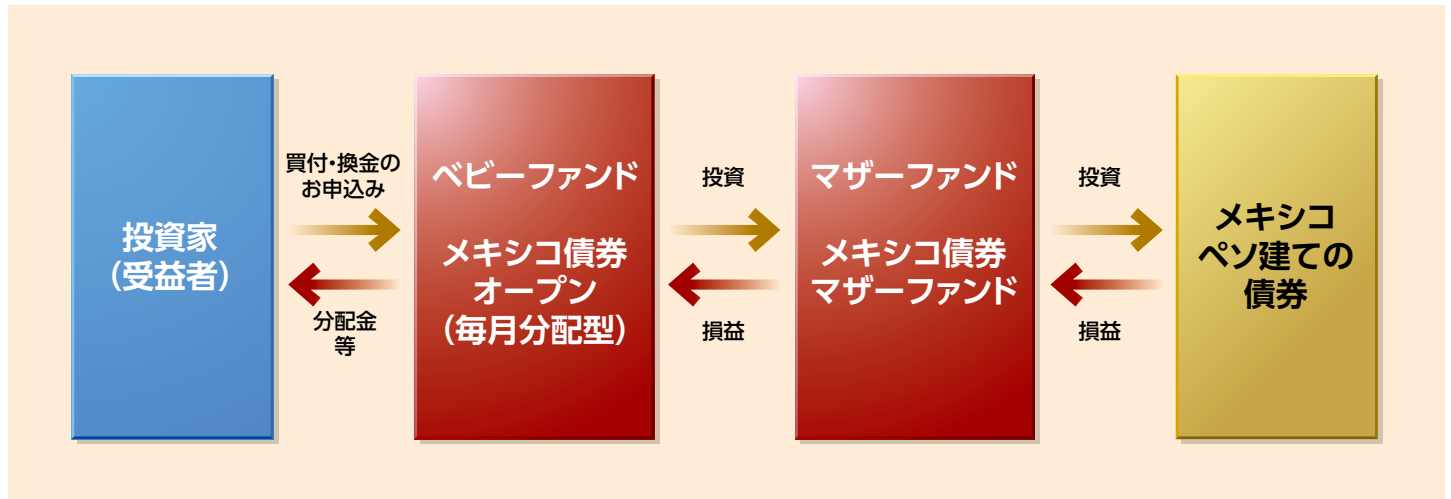 投資家
（受益者）
買付・換金の
お申込み
分配金
等
ベビーファンド
メキシコ債券
オープン
（毎月分配型）
投資
損益
マザーファンド
メキシコ債券
マザーファンド
投資
損益
メキシコ
ペソ建ての
債券